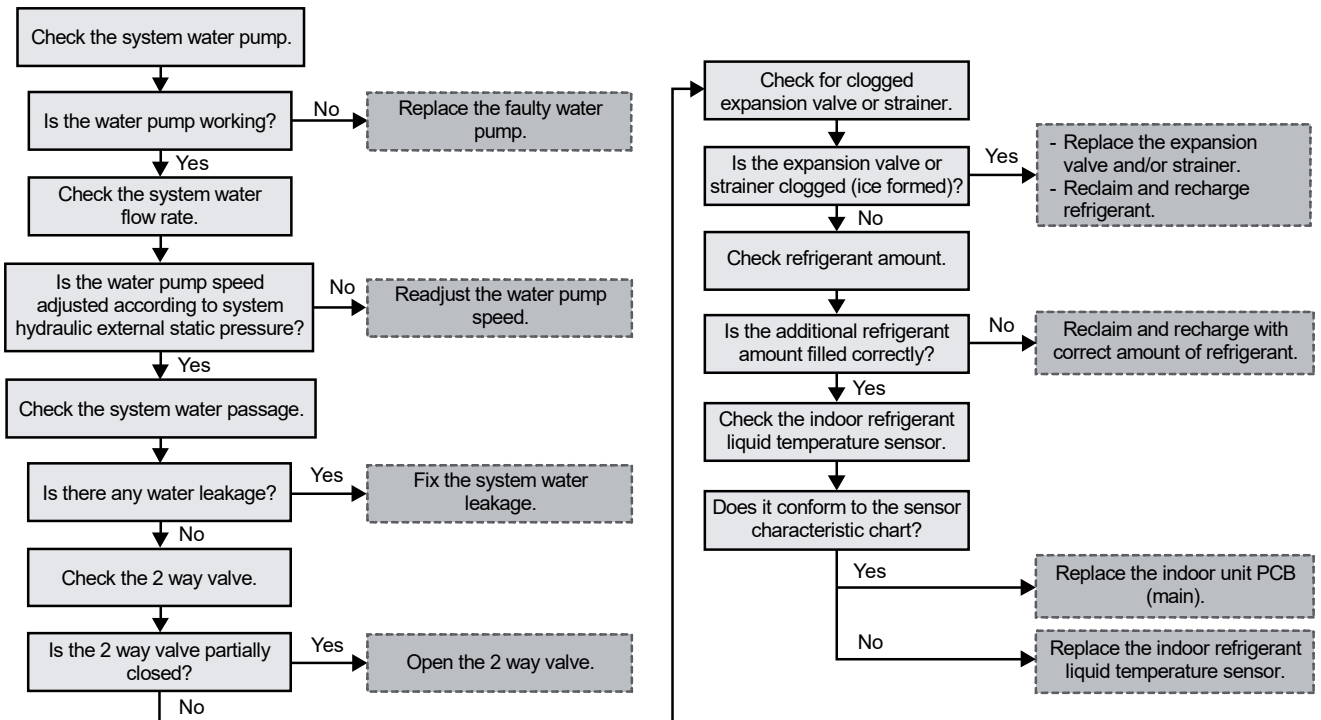 Check the system water pump.
Is the water pump working?
No
Replace the faulty water
pump.
Yes
Check the system water
flow rate.
Is the water pump speed
adjusted according to system
hydraulic external static pressure?
No
Readjust the water pump
speed.
Yes
Check the system water passage.
Is there any water leakage?
Yes
Fix the system water
leakage.
No
Check the 2 way valve.
Is the 2 way valve partially
closed?
Yes
Open the 2 way valve.
No
Check for clogged
expansion valve or strainer.
Is the expansion valve or
strainer clogged (ice formed)?
Yes
- Replace the expansion
valve and/or strainer.
- Reclaim and recharge
refrigerant.
No
Check refrigerant amount.
Is the additional refrigerant
amount filled correctly?
No
Reclaim and recharge with
correct amount of refrigerant.
Yes
Check the indoor refrigerant
liquid temperature sensor.
Does it conform to the sensor
characteristic chart?
Yes
Replace the indoor unit PCB
(main).
No
Replace the indoor refrigerant
liquid temperature sensor.